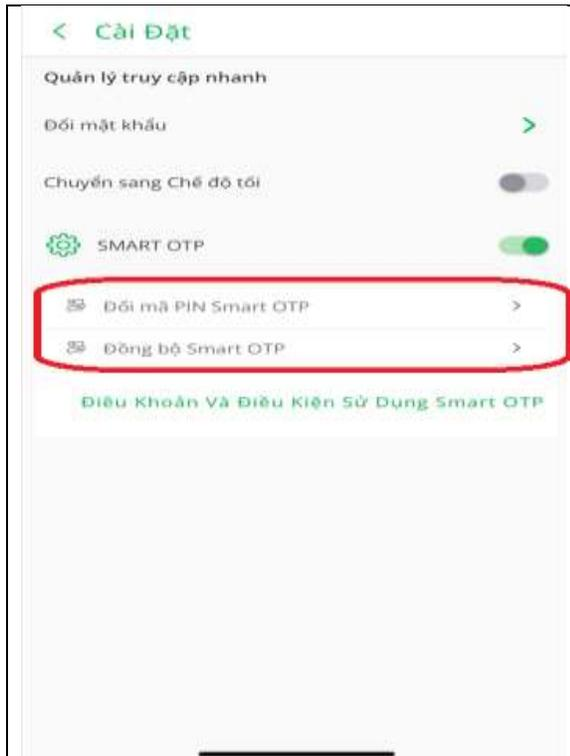 Cài Đặt
Quản lý truy cập nhanh
Đổi mật khẩu
Chuyển sang Chế độ tối
SMART OTP
Đổi mã PIN Smart OTP
Đồng bộ Smart OTP
Điều Khoản Và Điều Kiện Sử Dụng Smart OTP